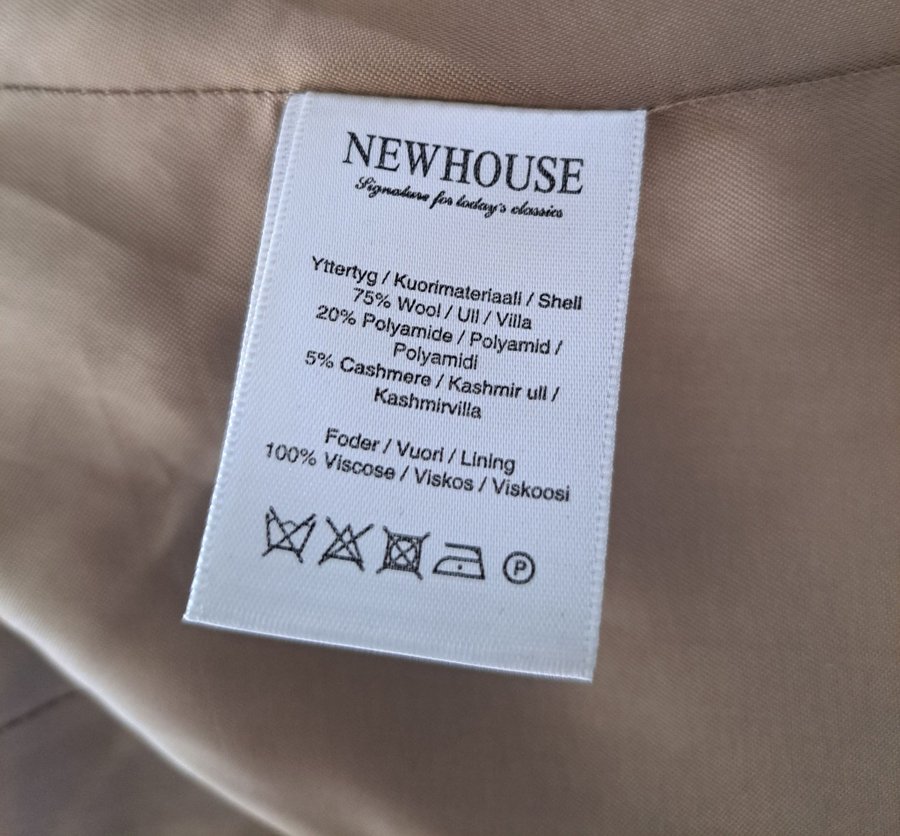 NEWHOUSE
Signature for today's classics
Yttertyg / Kuorimateriaali / Shell
75% Wool / Ull / Villa
20% Polyamide / Polyamid /
Polyamidi
5% Cashmere / Kashmir ull /
Kashmirvilla
Foder / Vuori / Lining
100% Viscose / Viskos / Viskoosi
P